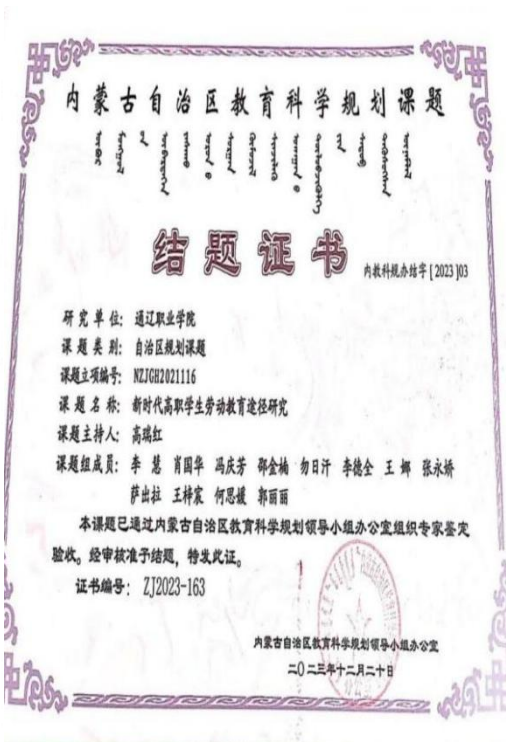 内蒙古自治区教育科学规划课题
结题证书
内教科规办结字[2023]03
研究单位：通辽职业学院
课题类别：自治区规划课题
课题立项编号：NZJGH2021116
课题名称：新时代高职学生劳动教育途径研究
课题主持人：高瑞红
课题组成员：李慧 肖国华 冯庆芳 邵金楠 勿日汗 李德全 王娜 张永娇
萨出拉 王梓宸 何思媛 郭丽丽
本课题已通过内蒙古自治区教育科学规划领导小组办公室组织专家鉴定
验收。经审核准予结题，特发此证。
证书编号：ZJ2023-163
内蒙古自治区教育科学规划领导小组办公室
二〇二三年十二月二十日